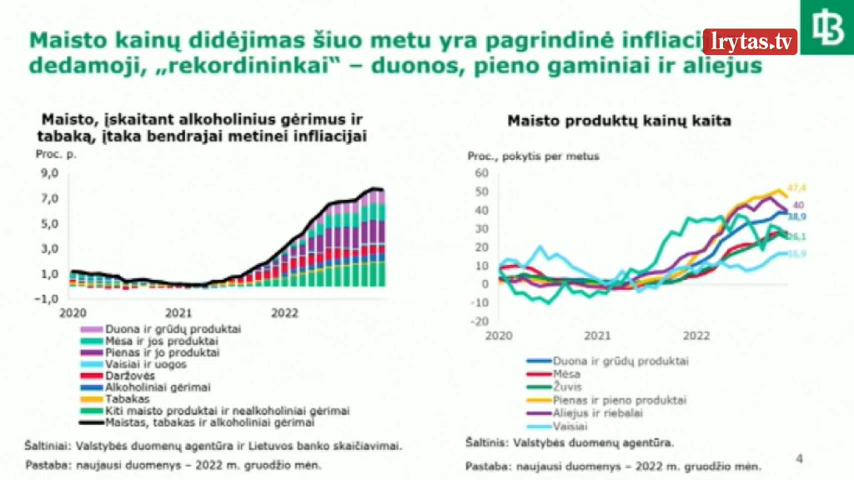 Maisto kainų didėjimas šiuo metu yra pagrindinė
lrytas.tv
dedamoji, „rekordininkai“ – duonos, pieno gaminiai ir aliejus
Maisto, įskaitant alkoholinius gėrimus ir
tabaką, įtaka bendrajai metinei infliacijai
Proc. p.
9,0
7,0
5,0
3,0
1,0
−1,0
2020 2021 2022
Duona ir grūdų produktai
Mėsa ir jos produktai
Pienas ir jo produktai
Vaisiai ir uogos
Daržovės
Alkoholiniai gėrimai
Tabakas
Kiti maisto produktai ir nealkoholiniai gėrimai
Maistas, tabakas ir alkoholiniai gėrimai
Šaltiniai: Valstybės duomenų agentūra ir Lietuvos banko skaičiavimai.
Pastaba: naujausi duomenys – 2022 m. gruodžio mėn.
Maisto produktų kainų kaita
Proc., pokytis per metus
60
50
40
30
20
10
0
-10
-20
47,4
40
38,9
26,1
16,9
2020 2021 2022
Duona ir grūdų produktai
Mėsa
Žuvis
Pienas ir pieno produktai
Aliejus ir riebalai
Vaisiai
Šaltinis: Valstybės duomenų agentūra.
Pastaba: naujausi duomenys – 2022 m. gruodžio mėn.
4